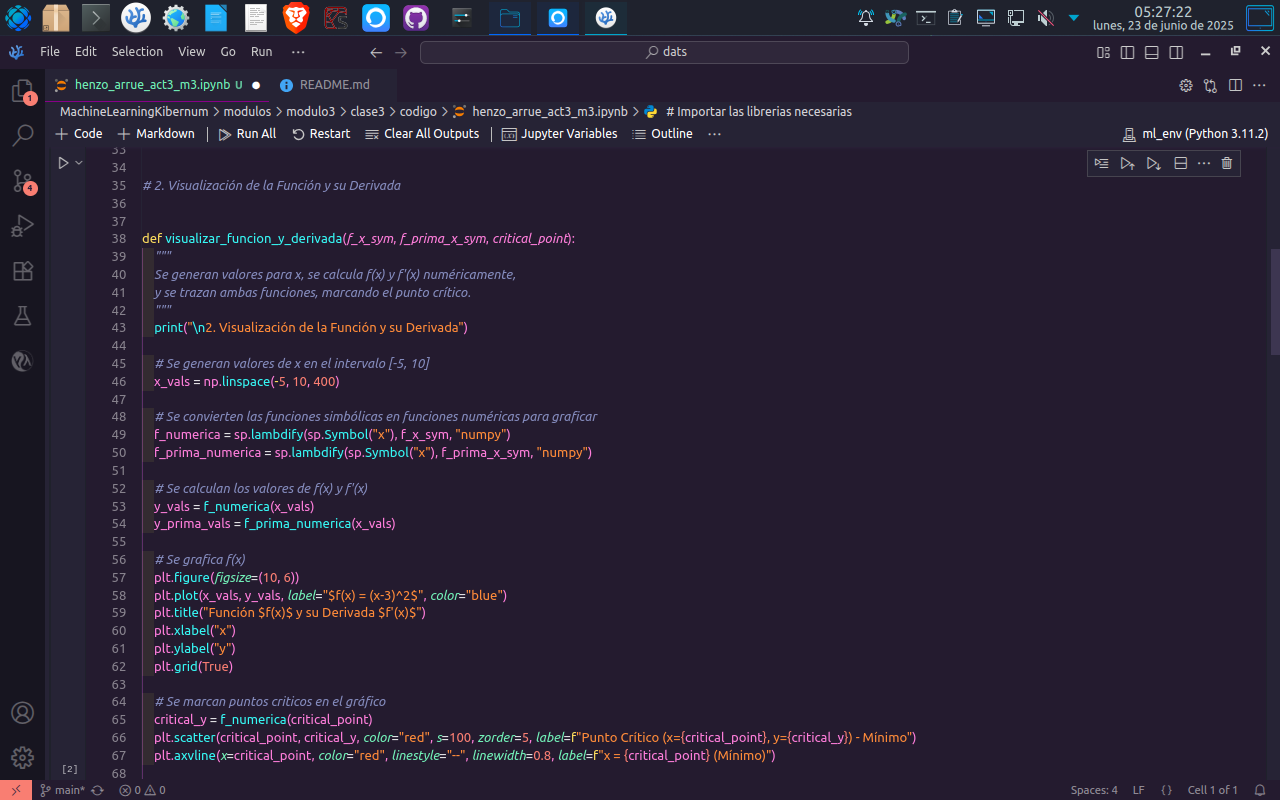 05:27:22
lunes, 23 de junio de 2025
File Edit Selection View Go Run ···
dats
henzo_arrue_act3_m3.ipynb U README.md
MachineLearningKibernum > modulos > modulo3 > clase3 > codigo > henzo_arrue_act3_m3.ipynb > # Importar las librerias necesarias
+ Code + Markdown Run All Restart Clear All Outputs Jupyter Variables Outline ··· ml_env (Python 3.11.2)
1
4
33
34
35 # 2. Visualización de la Función y su Derivada
36
37
38 def visualizar_funcion_y_derivada(f_x_sym, f_prima_x_sym, critical_point):
39 """
40 Se generan valores para x, se calcula f(x) y f'(x) numéricamente,
41 y se trazan ambas funciones, marcando el punto crítico.
42 """
43 print("\n2. Visualización de la Función y su Derivada")
44
45 # Se generan valores de x en el intervalo [-5, 10]
46 x_vals = np.linspace(-5, 10, 400)
47
48 # Se convierten las funciones simbólicas en funciones numéricas para graficar
49 f_numerica = sp.lambdify(sp.Symbol("x"), f_x_sym, "numpy")
50 f_prima_numerica = sp.lambdify(sp.Symbol("x"), f_prima_x_sym, "numpy")
51
52 # Se calculan los valores de f(x) y f'(x)
53 y_vals = f_numerica(x_vals)
54 y_prima_vals = f_prima_numerica(x_vals)
55
56 # Se grafica f(x)
57 plt.figure(figsize=(10, 6))
58 plt.plot(x_vals, y_vals, label="$f(x) = (x-3)^2$", color="blue")
59 plt.title("Función $f(x)$ y su Derivada $f'(x)$")
60 plt.xlabel("x")
61 plt.ylabel("y")
62 plt.grid(True)
63
64 # Se marcan puntos criticos en el gráfico
65 critical_y = f_numerica(critical_point)
66 plt.scatter(critical_point, critical_y, color="red", s=100, zorder=5, label=f"Punto Crítico (x={critical_point}, y={critical_y}) - Mínimo")
67 plt.axvline(x=critical_point, color="red", linestyle="--", linewidth=0.8, label=f"x = {critical_point} (Mínimo)")
68
[2]
main* 0 0 Spaces: 4 LF { } Cell 1 of 1